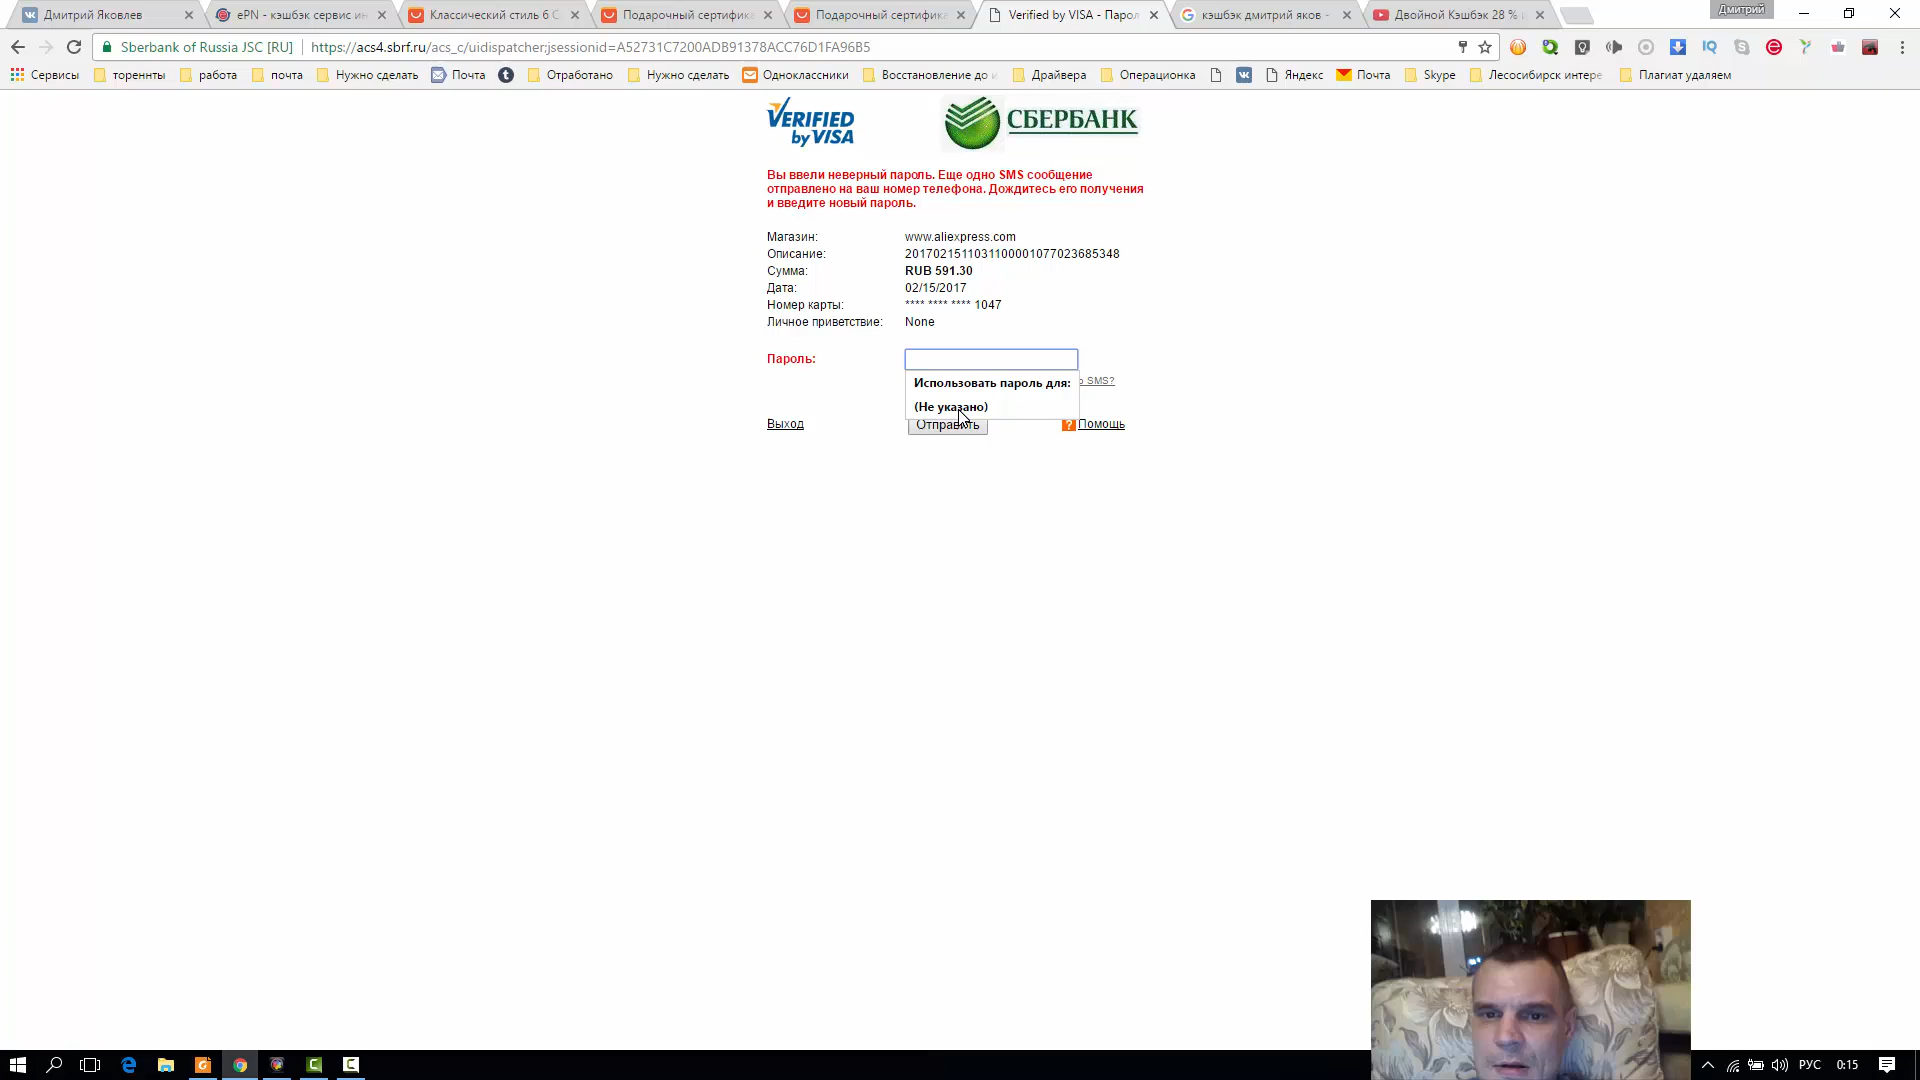 Дмитрий Яковлев
ePN - кэшбэк сервис ин
Классический стиль 6 С
Подарочный сертифика
Подарочный сертифика
Verified by VISA - Парол
кэшбэк дмитрий яков -
Двойной Кэшбэк 28 %
Дмитрий
Sberbank of Russia JSC [RU]
https://acs4.sbrf.ru/acs_c/uidispatcher;jsessionid=A52731C7200ADB91378ACC76D1FA96B5
Сервисы
тореннты
работа
почта
Нужно сделать
Почта
Отработано
Нужно сделать
Одноклассники
Восстановление до
Драйвера
Операционка
Яндекс
Почта
Skype
Лесосибирск интере
Плагиат удаляем
VERIFIED
by VISA
СБЕРБАНК
Вы ввели неверный пароль. Еще одно SMS сообщение
отправлено на ваш номер телефона. Дождитесь его получения
и введите новый пароль.
Магазин: www.aliexpress.com
Описание: 2017021511031100001077023685348
Сумма: RUB 591.30
Дата: 02/15/2017
Номер карты: **** **** **** 1047
Личное приветствие: None
Пароль:
Использовать пароль для:
SMS?
(Не указано)
Выход
Отправить
? Помощь
РУС
0:15